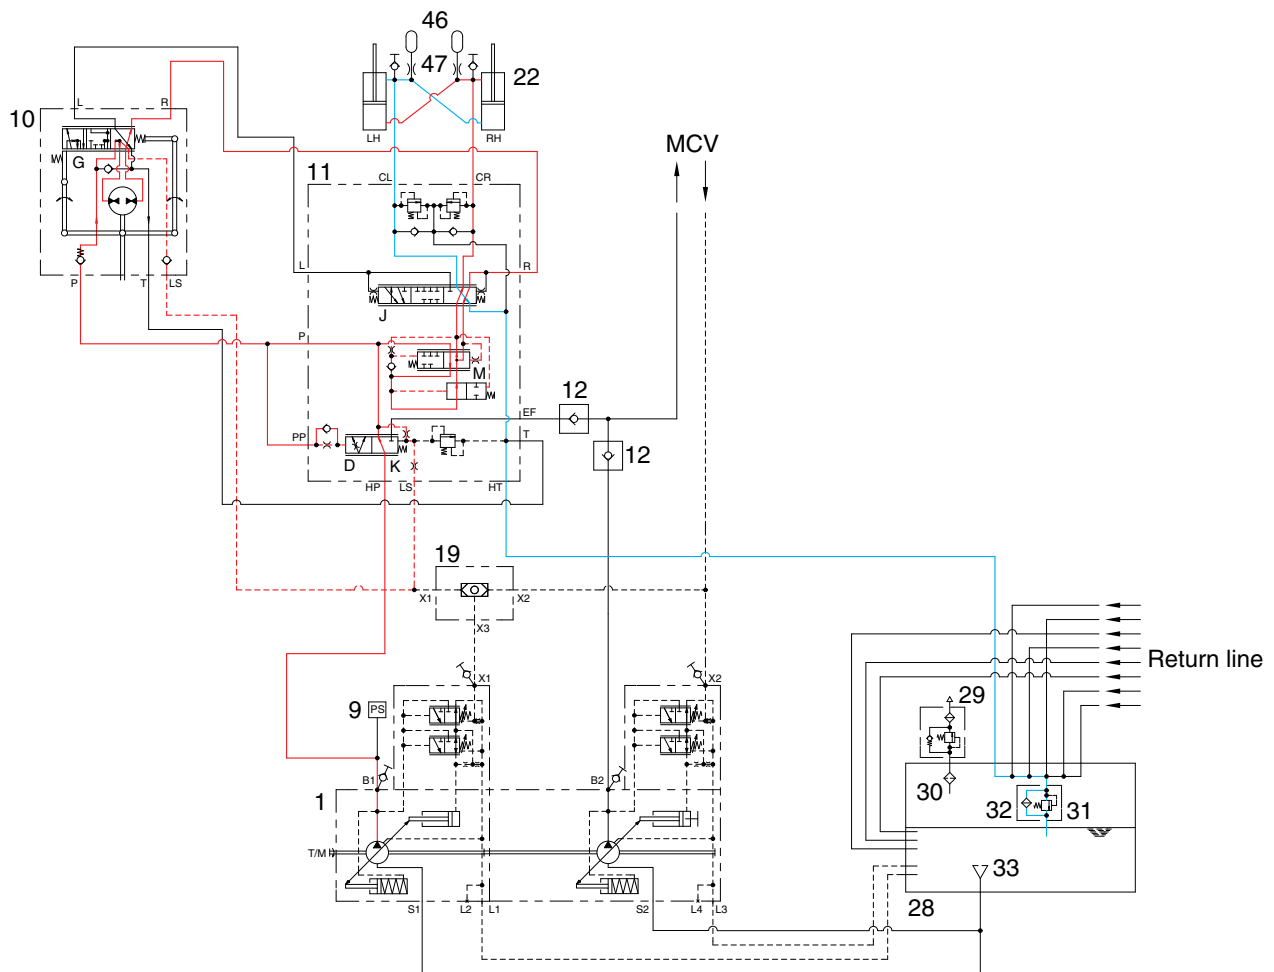 46
47
22
LH
RH
L
R
10
G
P
T
LS
MCV
11
CL
CR
L
R
J
P
M
12
EF
PP
T
12
D
K
HP
LS
HT
19
X1
X2
X3
Return line
X1
X2
9
PS
29
B1
B2
30
32
31
1
T/M
33
S1
L2
L1
S2
L4
L3
28